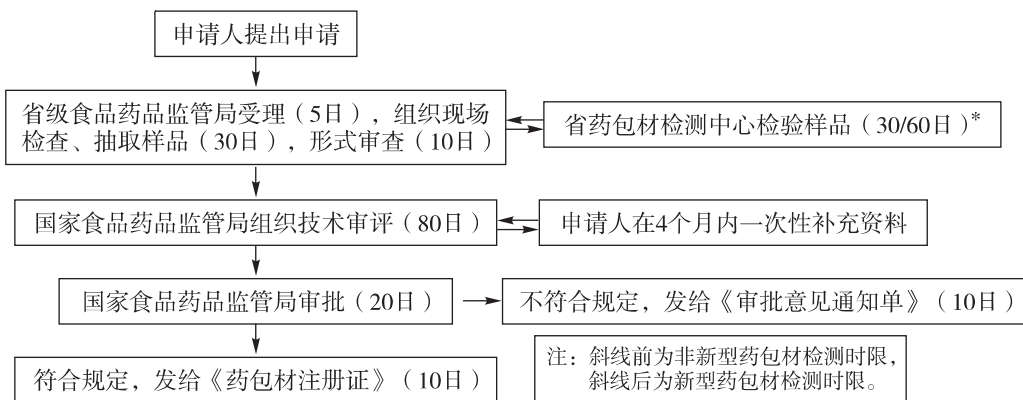 申请人提出申请
省级食品药品监管局受理（5日），组织现场
检查、抽取样品（30日），形式审查（10日）
省药包材检测中心检验样品（30/60日）*
国家食品药品监管局组织技术审评（80日）
申请人在4个月内一次性补充资料
国家食品药品监管局审批（20日）
不符合规定，发给《审批意见通知单》（10日）
符合规定，发给《药包材注册证》（10日）
注：斜线前为非新型药包材检测时限，
斜线后为新型药包材检测时限。